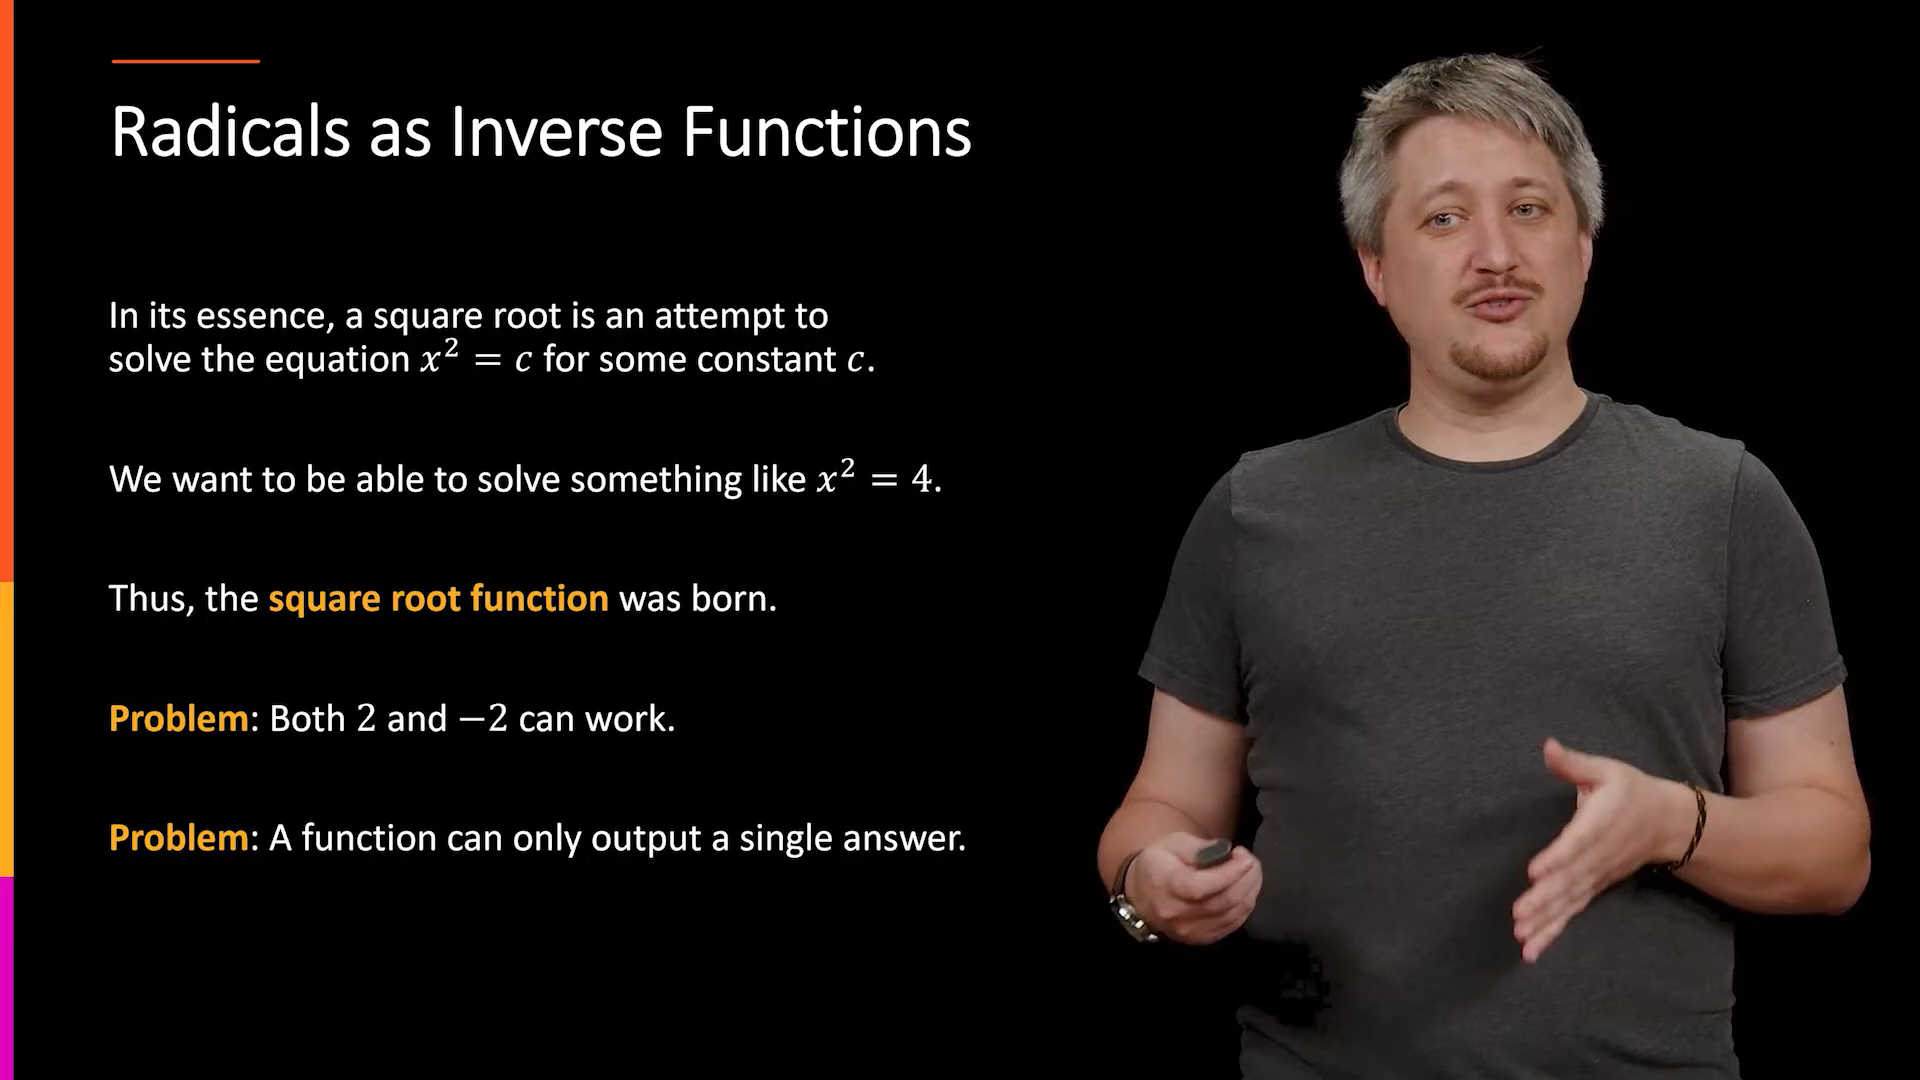 Radicals as Inverse Functions
In its essence, a square root is an attempt to
solve the equation x² = c for some constant c.
We want to be able to solve something like x² = 4.
Thus, the square root function was born.
Problem: Both 2 and −2 can work.
Problem: A function can only output a single answer.